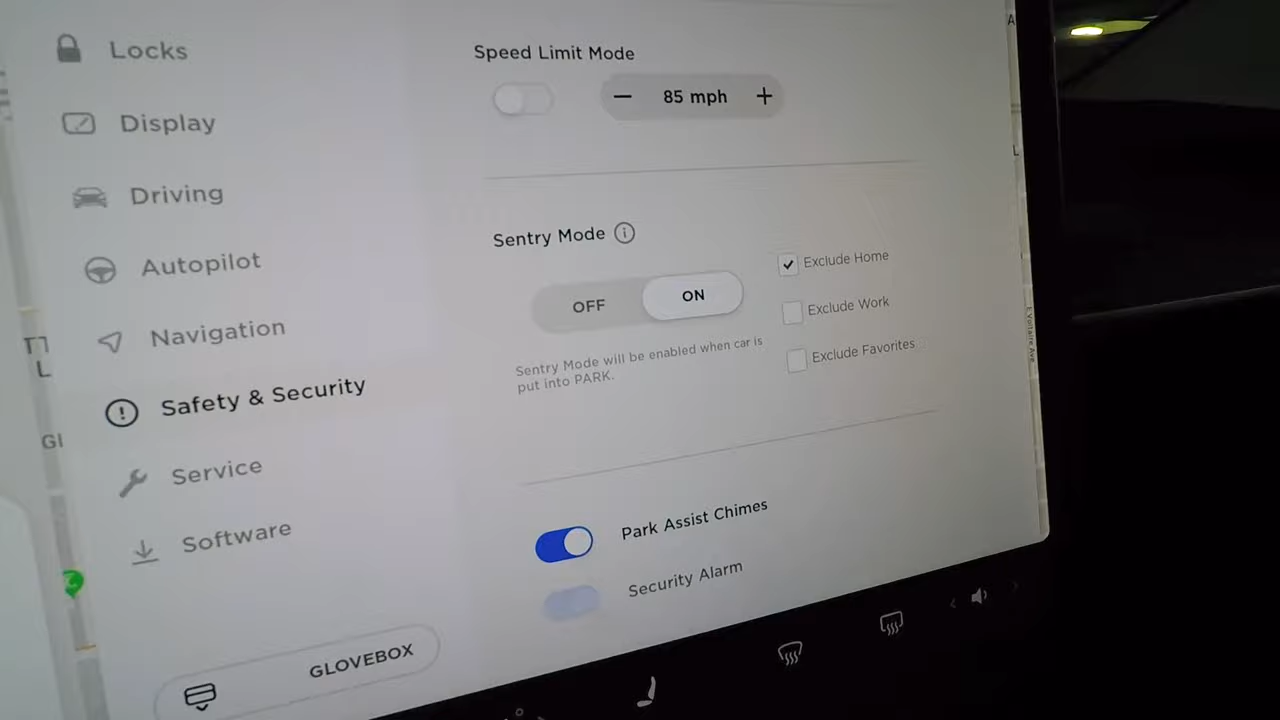 Locks
Display
Driving
Autopilot
Navigation
Safety & Security
Service
Software
GLOVEBOX
Speed Limit Mode
− 85 mph +
Sentry Mode
OFF ON
Sentry Mode will be enabled when car is
put into PARK.
Exclude Home
Exclude Work
Exclude Favorites
Park Assist Chimes
Security Alarm
E Voltaire Ave